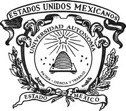 ESTADOS UNIDOS MEXICANOS
UNIVERSIDAD AUTONOMA
ESTADO
MEXICO